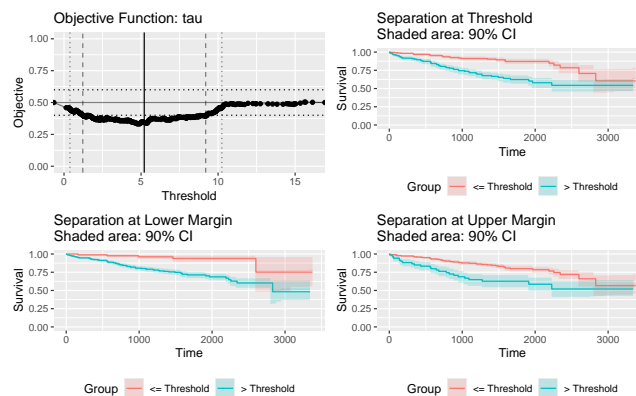 Objective Function: tau
1.00
0.75
0.50
0.25
0.00
Objective
0
5
10
15
Threshold
Separation at Threshold
Shaded area: 90% CI
1.00
0.75
0.50
0.25
0.00
Survival
0
1000
2000
3000
Time
Group
<= Threshold
> Threshold
Separation at Lower Margin
Shaded area: 90% CI
1.00
0.75
0.50
0.25
0.00
Survival
0
1000
2000
3000
Time
Group
<= Threshold
> Threshold
Separation at Upper Margin
Shaded area: 90% CI
1.00
0.75
0.50
0.25
0.00
Survival
0
1000
2000
3000
Time
Group
<= Threshold
> Threshold